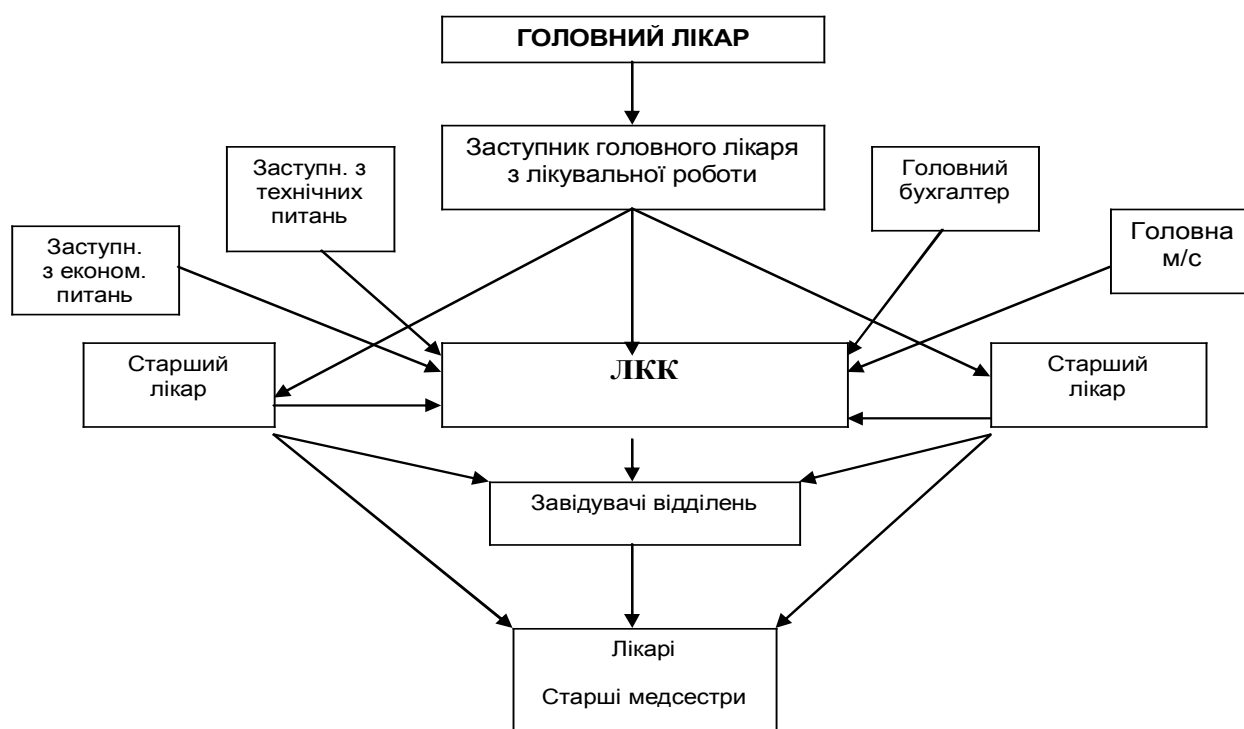 ГОЛОВНИЙ ЛІКАР
Заступник головного лікаря
з лікувальної роботи
Заступн. з
технічних
питань
Головний
бухгалтер
Заступн.
з економ.
питань
Головна
м/с
Старший
лікар
ЛКК
Старший
лікар
Завідувачі відділень
Лікарі
Старші медсестри